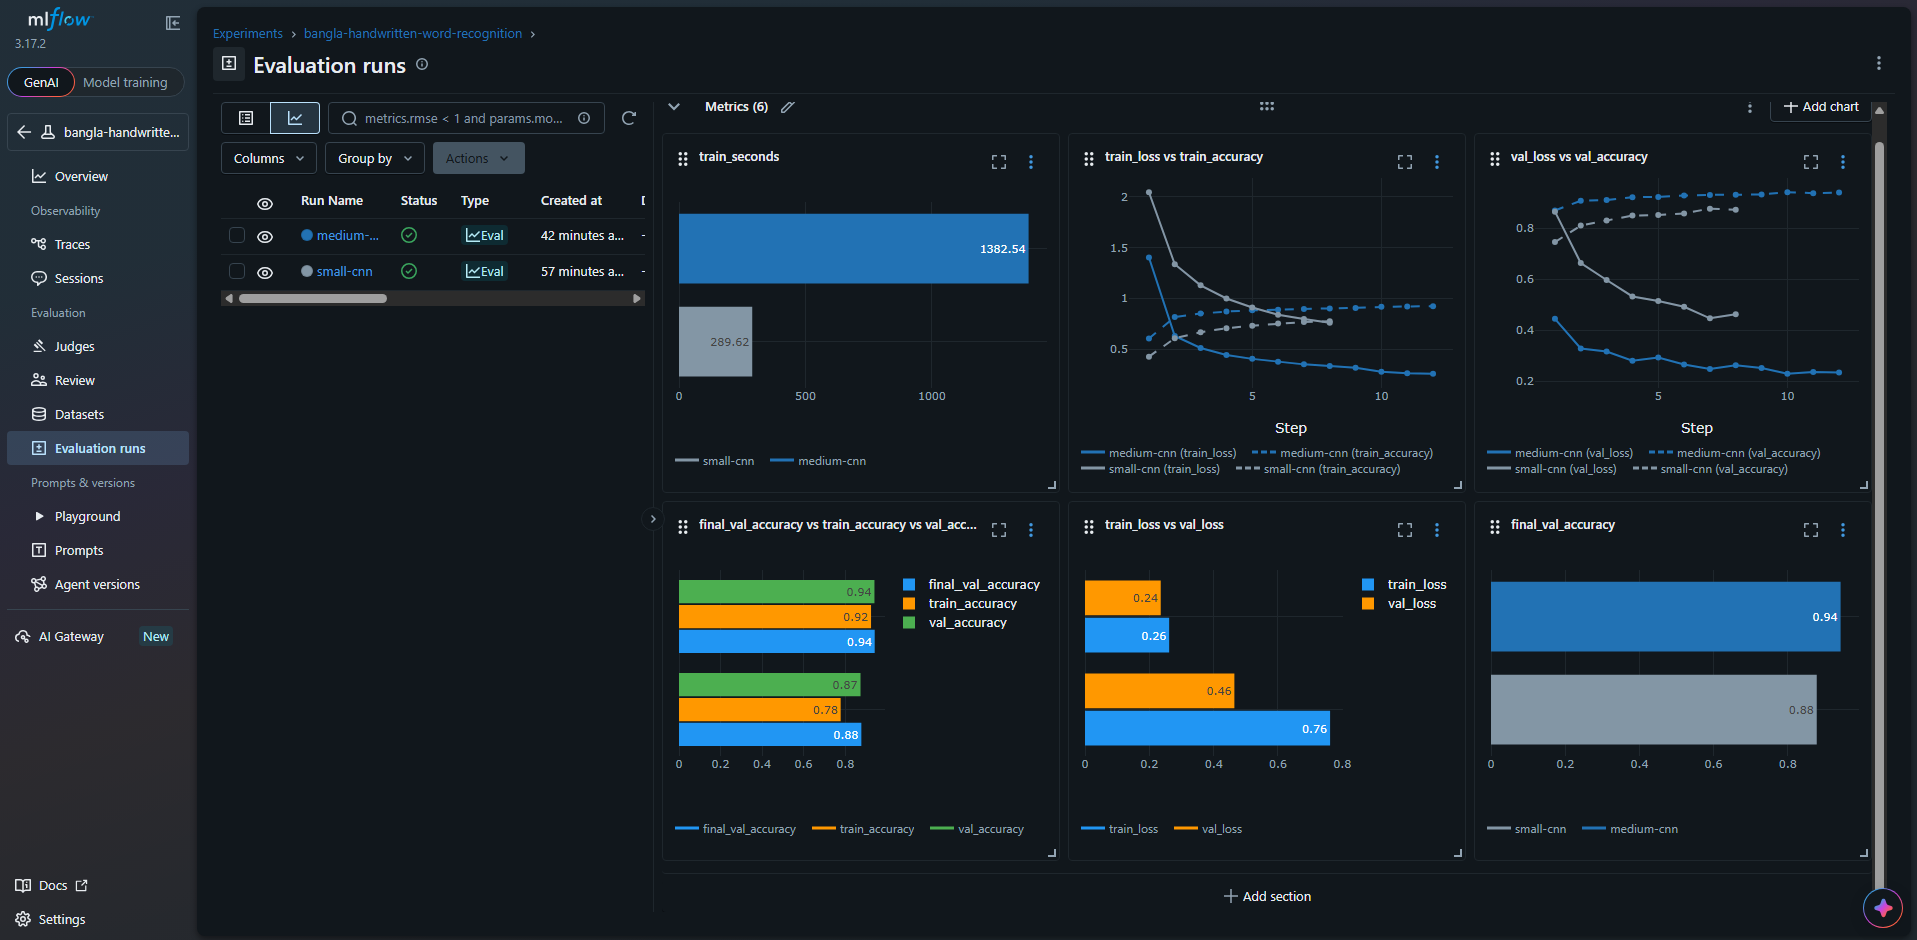 mlflow
3.17.2
GenAI Model training
bangla-handwritte...
Overview
Observability
Traces
Sessions
Evaluation
Judges
Review
Datasets
Evaluation runs
Prompts & versions
Playground
Prompts
Agent versions
AI Gateway New
Docs
Settings
Experiments > bangla-handwritten-word-recognition >
Evaluation runs
metrics.rmse < 1 and params.mo...
Columns Group by Actions
Run Name Status Type Created at
medium-... Eval 42 minutes a... -
small-cnn Eval 57 minutes a... -
Metrics (6)
Add chart
train_seconds
1382.54
289.62
0 500 1000
small-cnn medium-cnn
train_loss vs train_accuracy
2
1.5
1
0.5
5 10
Step
medium-cnn (train_loss) medium-cnn (train_accuracy)
small-cnn (train_loss) small-cnn (train_accuracy)
val_loss vs val_accuracy
0.8
0.6
0.4
0.2
5 10
Step
medium-cnn (val_loss) medium-cnn (val_accuracy)
small-cnn (val_loss) small-cnn (val_accuracy)
final_val_accuracy vs train_accuracy vs val_acc...
0.94
0.92
0.94
0.87
0.78
0.88
0 0.2 0.4 0.6 0.8
final_val_accuracy
train_accuracy
val_accuracy
final_val_accuracy train_accuracy val_accuracy
train_loss vs val_loss
0.24
0.26
0.46
0.76
0 0.2 0.4 0.6 0.8
train_loss
val_loss
train_loss val_loss
final_val_accuracy
0.94
0.88
0 0.2 0.4 0.6 0.8
small-cnn medium-cnn
Add section